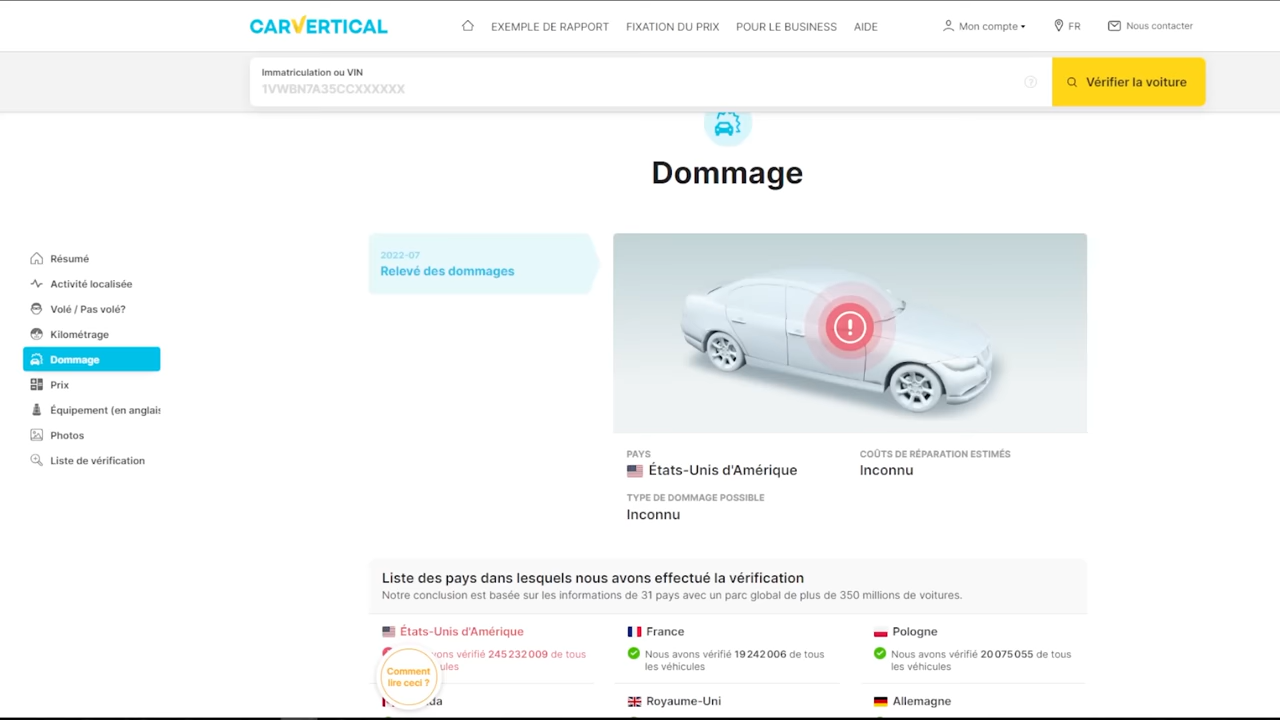 CARVERTICAL
EXEMPLE DE RAPPORT
FIXATION DU PRIX
POUR LE BUSINESS
AIDE
Mon compte
FR
Nous contacter
Immatriculation ou VIN
1VWBN7A35CCXXXXXX
Vérifier la voiture
Dommage
Résumé
Activité localisée
Volé / Pas volé?
Kilométrage
Dommage
Prix
Équipement (en anglais
Photos
Liste de vérification
2022-07
Relevé des dommages
PAYS
États-Unis d'Amérique
COÛTS DE RÉPARATION ESTIMÉS
Inconnu
TYPE DE DOMMAGE POSSIBLE
Inconnu
Liste des pays dans lesquels nous avons effectué la vérification
Notre conclusion est basée sur les informations de 31 pays avec un parc global de plus de 350 millions de voitures.
États-Unis d'Amérique
vérifié 245 232 009 de tous
France
Nous avons vérifié 19 242 006 de tous
les véhicules
Pologne
Nous avons vérifié 20 075 055 de tous
les véhicules
Comment
lire ceci ?
Royaume-Uni
Allemagne